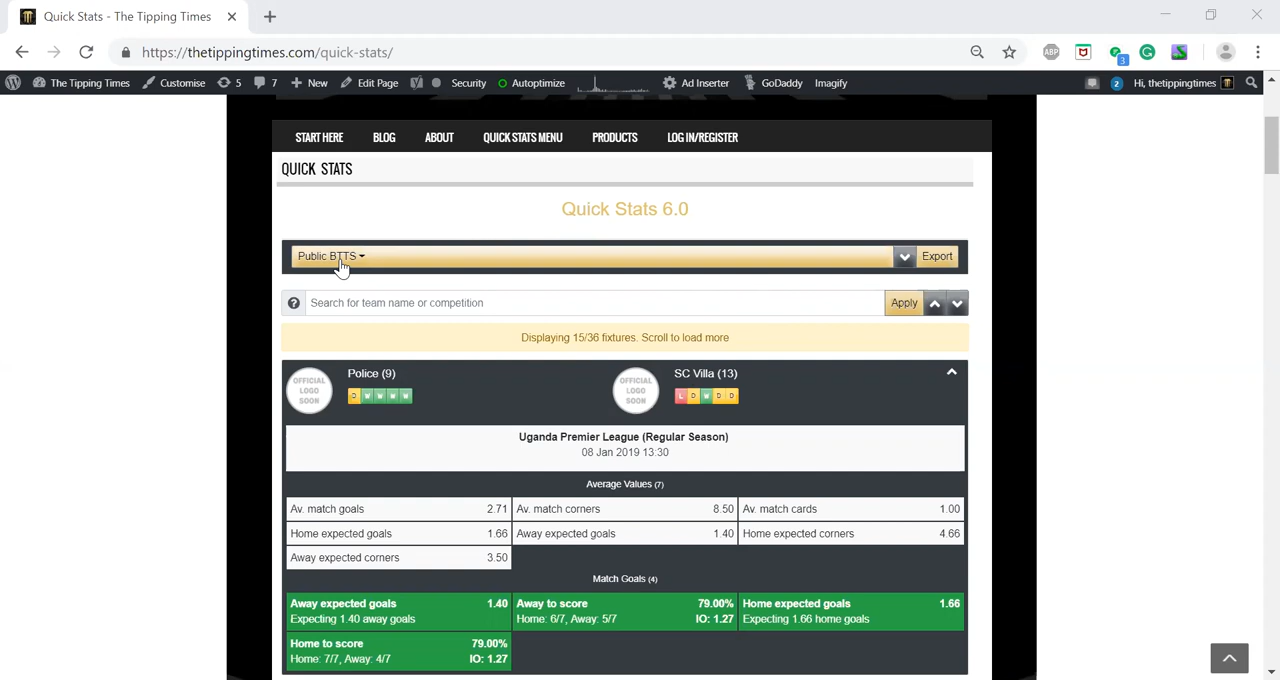 Quick Stats - The Tipping Times
https://thetippingtimes.com/quick-stats/
ABP
3
The Tipping Times Customise 5 7 New Edit Page Security Autoptimize Ad Inserter GoDaddy Imagify 2 Hi, thetippingtimes
START HERE BLOG ABOUT QUICK STATS MENU PRODUCTS LOG IN/REGISTER
QUICK STATS
Quick Stats 6.0
Public BTTS Export
Search for team name or competition Apply
Displaying 15/36 fixtures. Scroll to load more
OFFICIAL LOGO SOON
Police (9)
D W W W W
OFFICIAL LOGO SOON
SC Villa (13)
L D W D D
Uganda Premier League (Regular Season)
08 Jan 2019 13:30
Average Values (7)
Av. match goals 2.71 Av. match corners 8.50 Av. match cards 1.00
Home expected goals 1.66 Away expected goals 1.40 Home expected corners 4.66
Away expected corners 3.50
Match Goals (4)
Away expected goals 1.40 Away to score 79.00% Home expected goals 1.66
Expecting 1.40 away goals Home: 6/7, Away: 5/7 IO: 1.27 Expecting 1.66 home goals
Home to score 79.00%
Home: 7/7, Away: 4/7 IO: 1.27